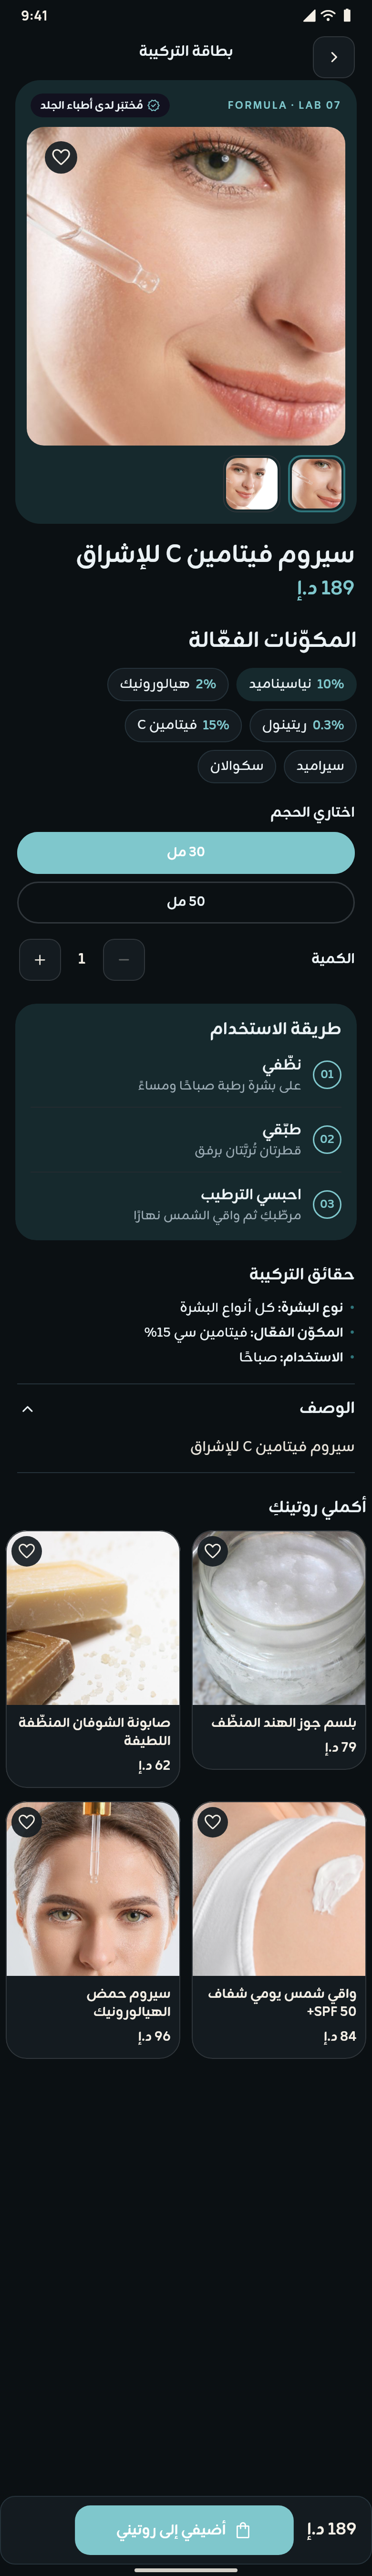 9:41
بطاقة التركيبة
FORMULA · LAB 07
مُختبَر لدى أطباء الجلد
سيروم فيتامين C للإشراق
189 د.إ
المكوّنات الفعّالة
10% نياسيناميد
2% هيالورونيك
0.3% ريتينول
15% فيتامين C
سيراميد
سكوالان
اختاري الحجم
30 مل
50 مل
الكمية
1
طريقة الاستخدام
01
نظّفي
على بشرة رطبة صباحًا ومساءً
02
طبّقي
قطرتان تُربَّتان برفق
03
احبسي الترطيب
مرطّبكِ ثم واقي الشمس نهارًا
حقائق التركيبة
• نوع البشرة: كل أنواع البشرة
• المكوّن الفعّال: فيتامين سي 15%
• الاستخدام: صباحًا
الوصف
سيروم فيتامين C للإشراق
أكملي روتينكِ
بلسم جوز الهند المنظّف
79 د.إ
صابونة الشوفان المنظّفة
اللطيفة
62 د.إ
واقي شمس يومي شفاف
SPF 50+
84 د.إ
سيروم حمض
الهيالورونيك
96 د.إ
189 د.إ
أضيفي إلى روتيني